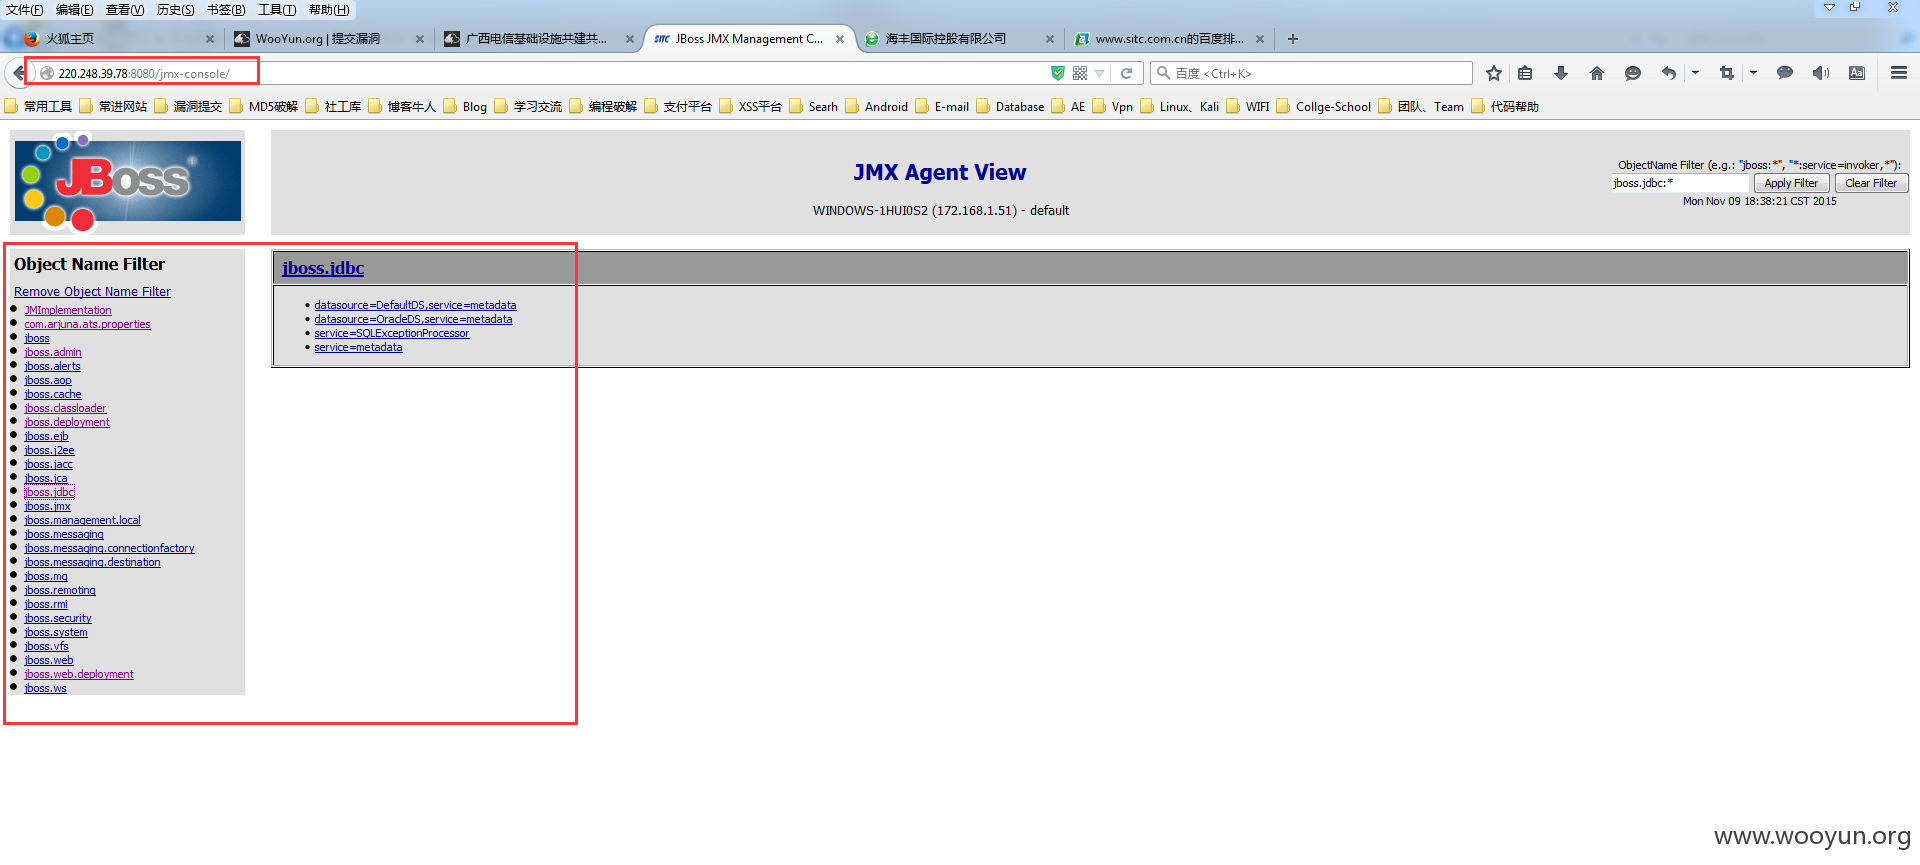 文件(F) 编辑(E) 查看(V) 历史(S) 书签(B) 工具(T) 帮助(H)
火狐主页 WooYun.org | 提交漏洞 广西电信基础设施共建共... SITC JBoss JMX Management C... 海丰国际控股有限公司 www.sitc.com.cn的百度排...
220.248.39.78:8080/jmx-console/ 百度 <Ctrl+K>
常用工具 常进网站 漏洞提交 MD5破解 社工库 博客牛人 Blog 学习交流 编程破解 支付平台 XSS平台 Searh Android E-mail Database AE Vpn Linux、Kali WIFI Collge-School 团队、Team 代码帮助
JBoss
JMX Agent View
WINDOWS-1HUI0S2 (172.168.1.51) - default
ObjectName Filter (e.g.: "jboss:*", "*:service=invoker,*"):
jboss.jdbc:* Apply Filter Clear Filter
Mon Nov 09 18:38:21 CST 2015
Object Name Filter
Remove Object Name Filter
JMImplementation
com.arjuna.ats.properties
jboss
jboss.admin
jboss.alerts
jboss.aop
jboss.cache
jboss.classloader
jboss.deployment
jboss.ejb
jboss.j2ee
jboss.jacc
jboss.jca
jboss.jdbc
jboss.jmx
jboss.management.local
jboss.messaging
jboss.messaging.connectionfactory
jboss.messaging.destination
jboss.mq
jboss.remoting
jboss.rmi
jboss.security
jboss.system
jboss.vfs
jboss.web
jboss.web.deployment
jboss.ws
jboss.jdbc
datasource=DefaultDS,service=metadata
datasource=OracleDS,service=metadata
service=SQLExceptionProcessor
service=metadata
www.wooyun.org